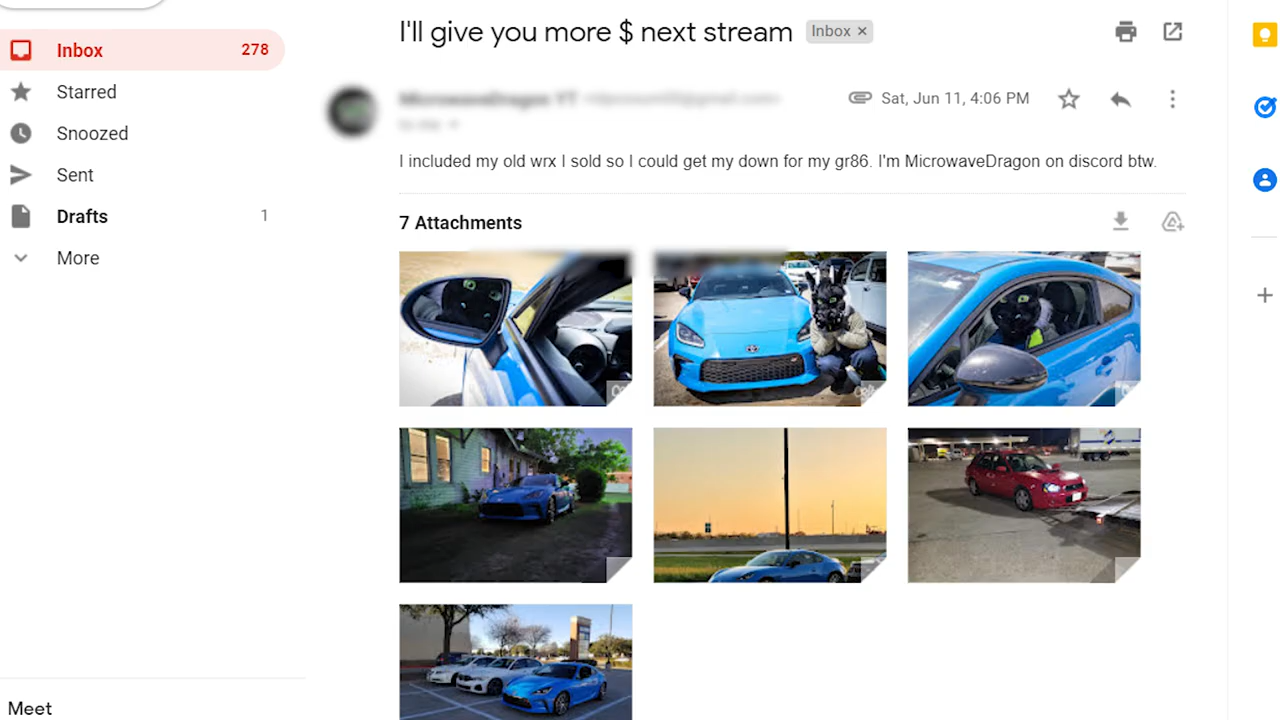 I'll give you more $ next stream
Inbox ×
Inbox 278
Starred
Sat, Jun 11, 4:06 PM
Snoozed
I included my old wrx I sold so I could get my down for my gr86. I'm MicrowaveDragon on discord btw.
Sent
Drafts 1
7 Attachments
More
Meet